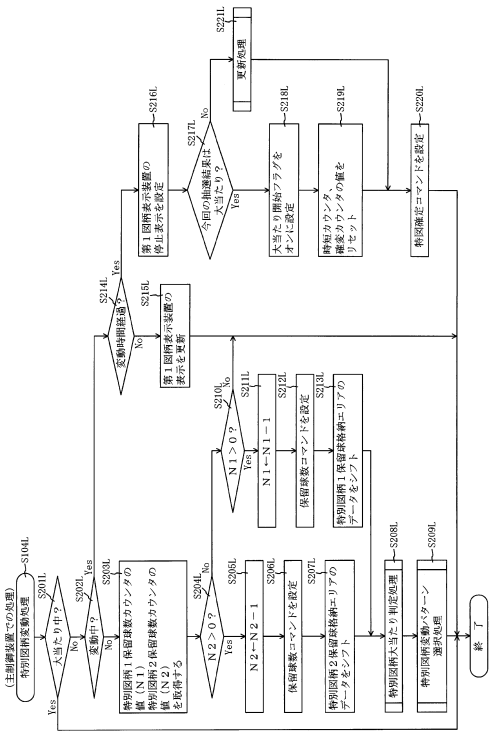 (主制御装置での処理)
特別図柄変動処理
S104L
S201L
大当たり中？
Yes
No
S202L
変動中？
Yes
No
S203L
特別図柄1保留球数カウンタの
値（N1）
特別図柄2保留球数カウンタの
値（N2）
を取得する
S204L
N2＞0？
No
Yes
S205L
N2←N2－1
S206L
保留球数コマンドを設定
S207L
特別図柄2保留球格納エリアの
データをシフト
S210L
N1＞0？
No
Yes
S211L
N1←N1－1
S212L
保留球数コマンドを設定
S213L
特別図柄1保留球格納エリアの
データをシフト
S208L
特別図柄大当たり判定処理
S209L
特別図柄変動パターン
選択処理
S214L
変動時間経過？
Yes
No
S215L
第1図柄表示装置の
表示を更新
S216L
第1図柄表示装置の
停止表示を設定
S217L
今回の抽選結果は
大当たり？
No
Yes
S218L
大当たり開始フラグを
オンに設定
S219L
時短カウンタ、
確変カウンタの値を
リセット
S221L
更新処理
S220L
特図確定コマンドを設定
終了